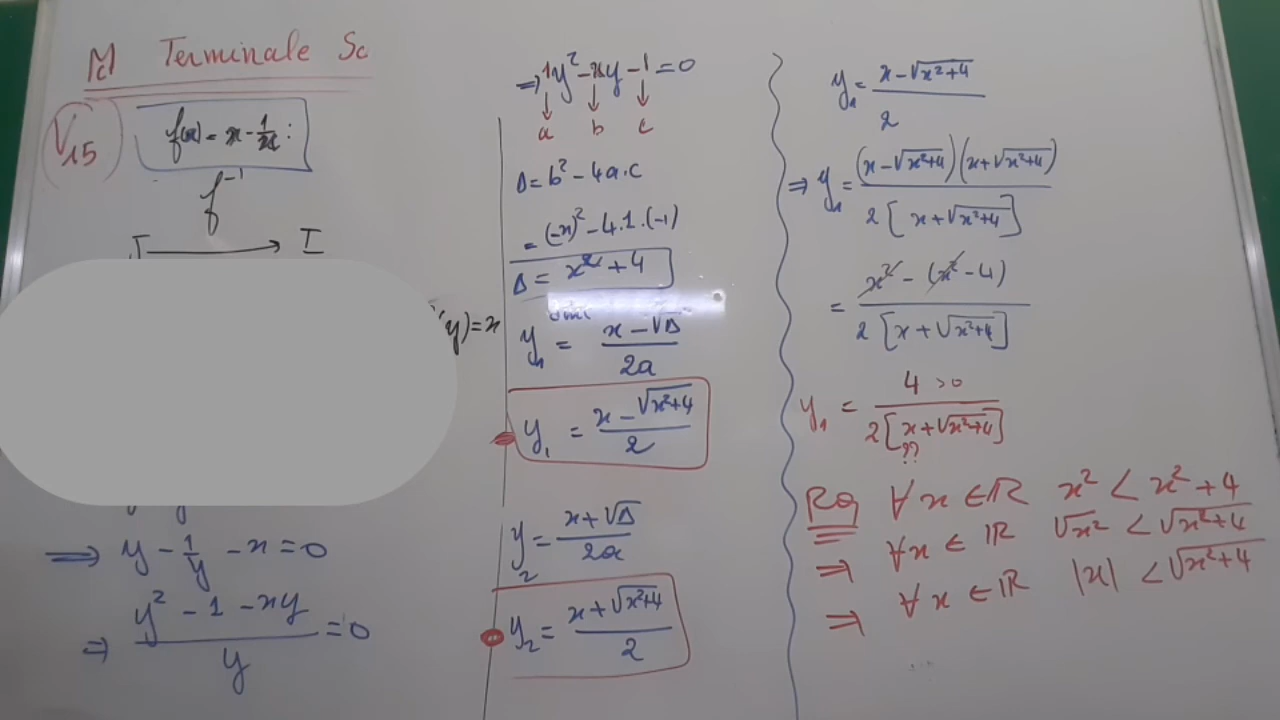 Terminale Sc
V15
f(x) = x - 1/x :
f⁻¹
I
(y) = x
⟹ y - 1/y - x = 0
⟹ (y² - 1 - xy)/y = 0
⟹ 1y² - xy - 1 = 0
a b c
Δ = b² - 4a.c
= (-x)² - 4.1.(-1)
Δ = x² + 4
y₁ = (x - √Δ)/2a
y₁ = (x - √x²+4)/2
y₂ = (x + √Δ)/2a
y₂ = (x + √x²+4)/2
y₁ = (x - √x²+4)/2
⟹ y₁ = (x - √x²+4)(x + √x²+4)/2[x + √x²+4]
= x² - (x² - 4)/2[x + √x²+4]
y₁ = 4 >0/2[x + √x²+4]
??
RQ ∀x ∈ ℝ x² < x² + 4
⟹ ∀x ∈ ℝ √x² < √x²+4
⟹ ∀x ∈ ℝ |x| < √x²+4